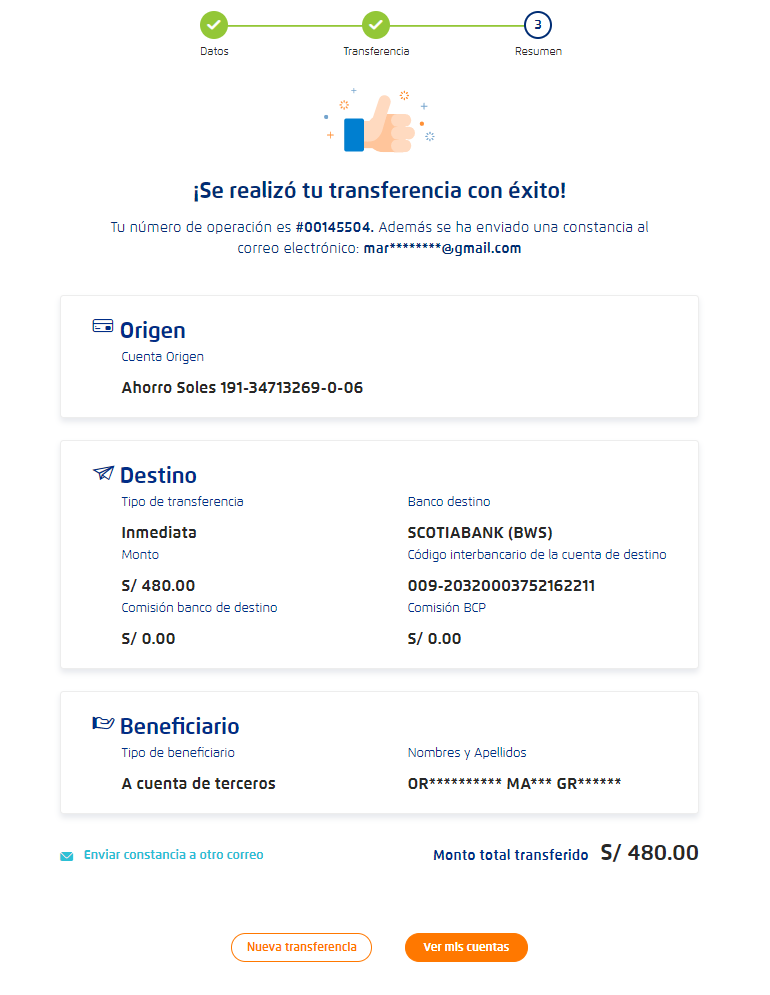 3
Datos
Transferencia
Resumen
¡Se realizó tu transferencia con éxito!
Tu número de operación es #00145504. Además se ha enviado una constancia al
correo electrónico: mar********@gmail.com
Origen
Cuenta Origen
Ahorro Soles 191-34713269-0-06
Destino
Tipo de transferencia
Banco destino
Inmediata
SCOTIABANK (BWS)
Monto
Código interbancario de la cuenta de destino
S/ 480.00
009-20320003752162211
Comisión banco de destino
Comisión BCP
S/ 0.00
S/ 0.00
Beneficiario
Tipo de beneficiario
Nombres y Apellidos
A cuenta de terceros
OR********** MA*** GR******
Enviar constancia a otro correo
Monto total transferido S/ 480.00
Nueva transferencia
Ver mis cuentas